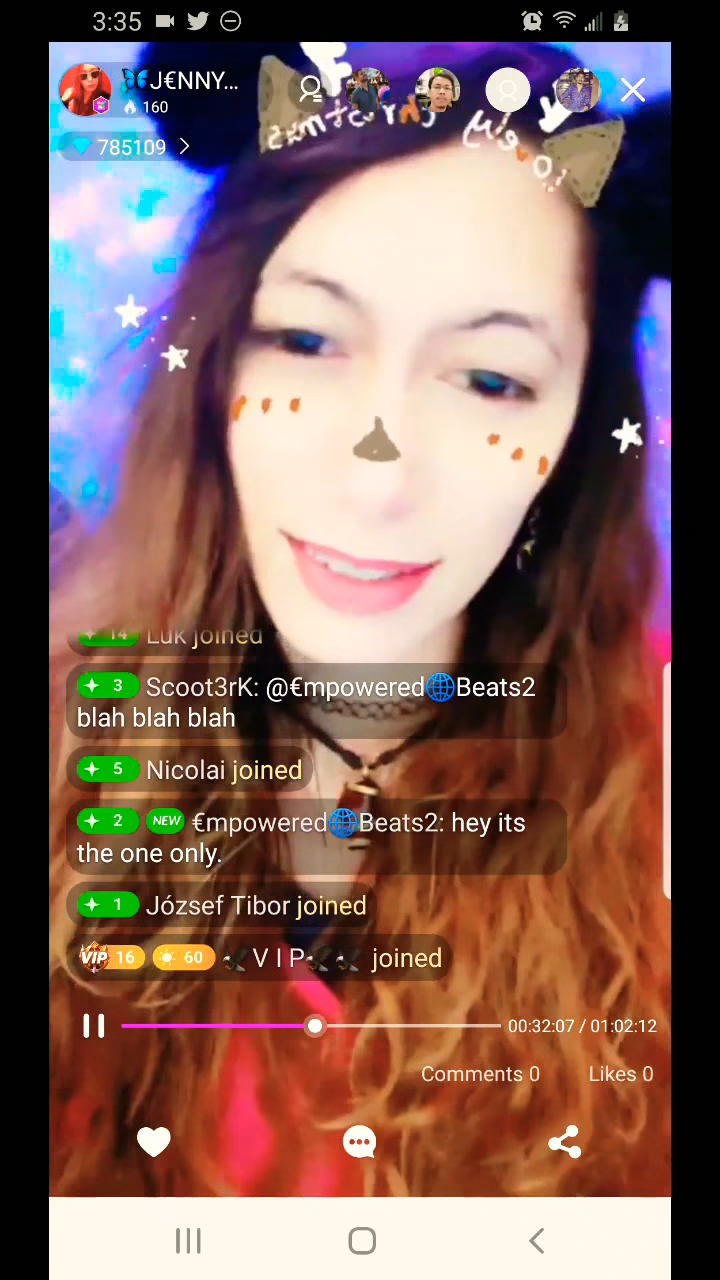 3:35
🦋J€NNY...
160
785109
14 Luk joined
3 Scoot3rK: @€mpowered🌐Beats2
blah blah blah
5 Nicolai joined
2 NEW €mpowered🌐Beats2: hey its
the one only.
1 József Tibor joined
VIP 16 60 V I P joined
00:32:07 / 01:02:12
Comments 0 Likes 0